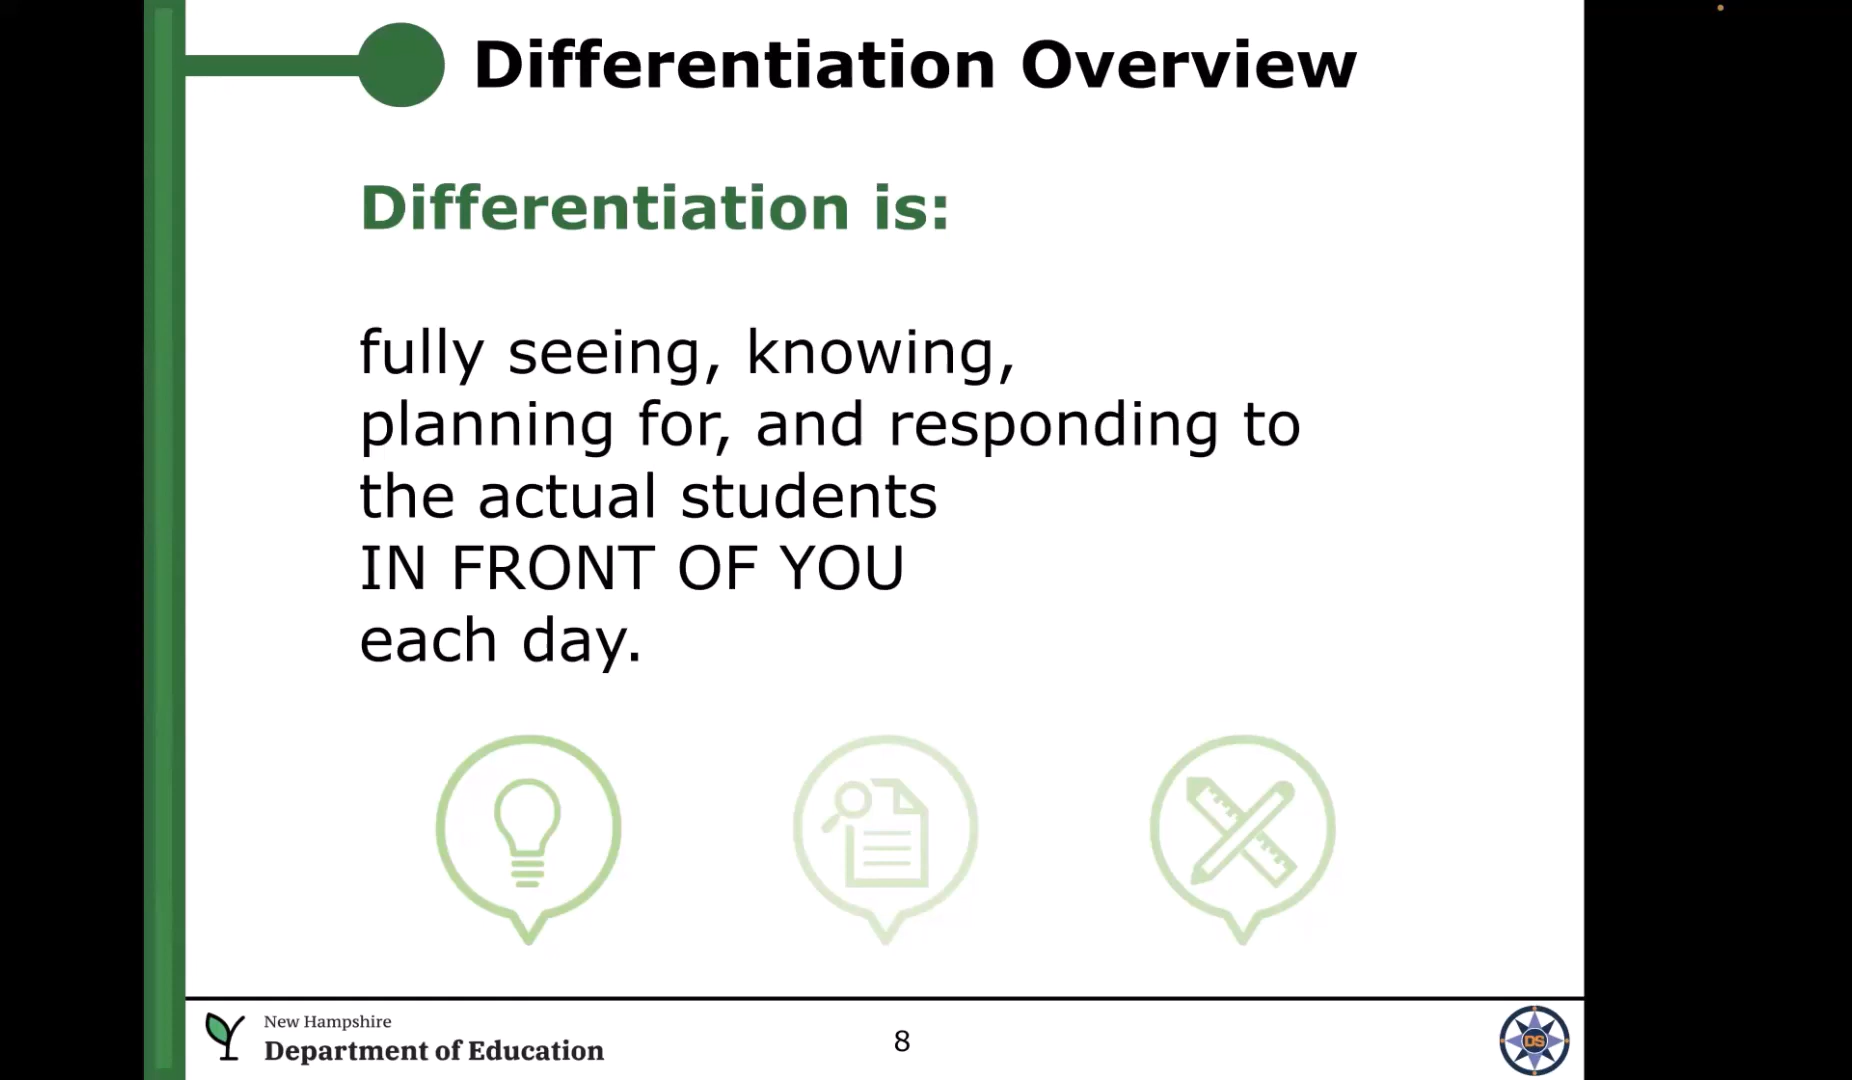 Differentiation Overview
Differentiation is:
fully seeing, knowing,
planning for, and responding to
the actual students
IN FRONT OF YOU
each day.
New Hampshire
Department of Education
8
DS